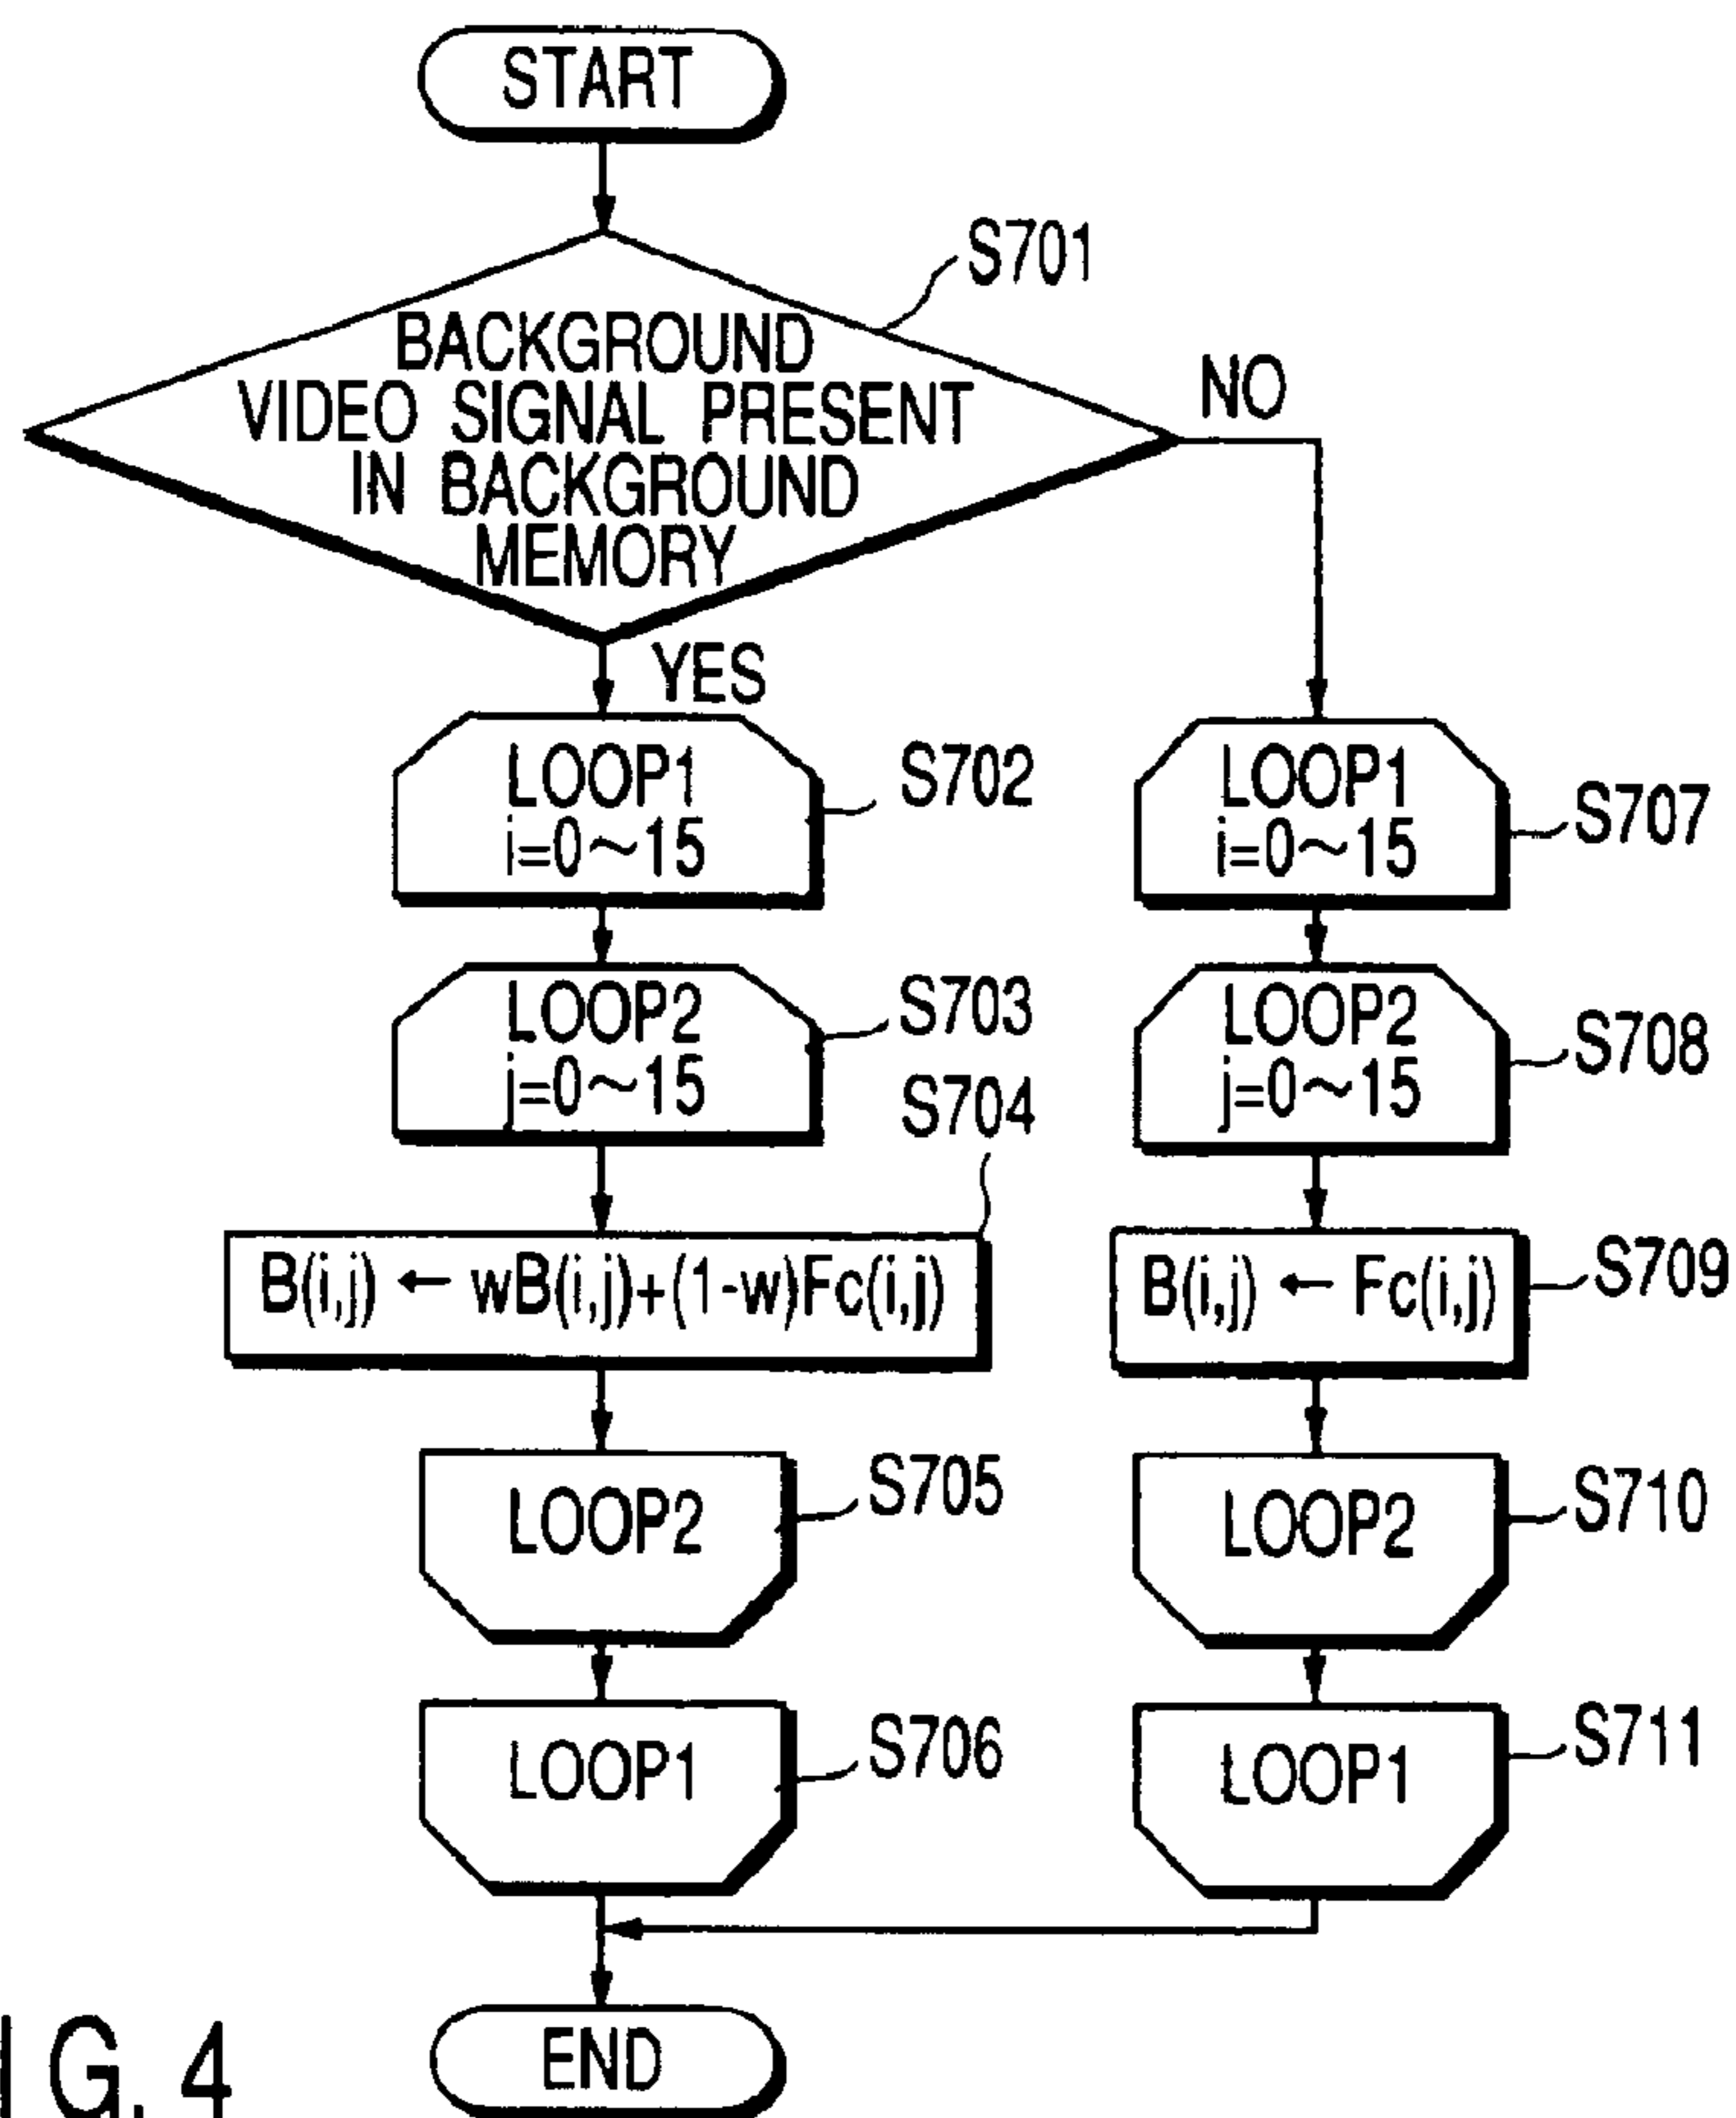 START
S701
BACKGROUND
VIDEO SIGNAL PRESENT
IN BACKGROUND
MEMORY
NO
YES
LOOP1
i=0~15
S702
LOOP2
j=0~15
S703
B(i,j) ← wB(i,j)+(1-w)Fc(i,j)
S704
LOOP2
S705
LOOP1
S706
LOOP1
i=0~15
S707
LOOP2
j=0~15
S708
B(i,j) ← Fc(i,j)
S709
LOOP2
S710
LOOP1
S711
END
IG. 4